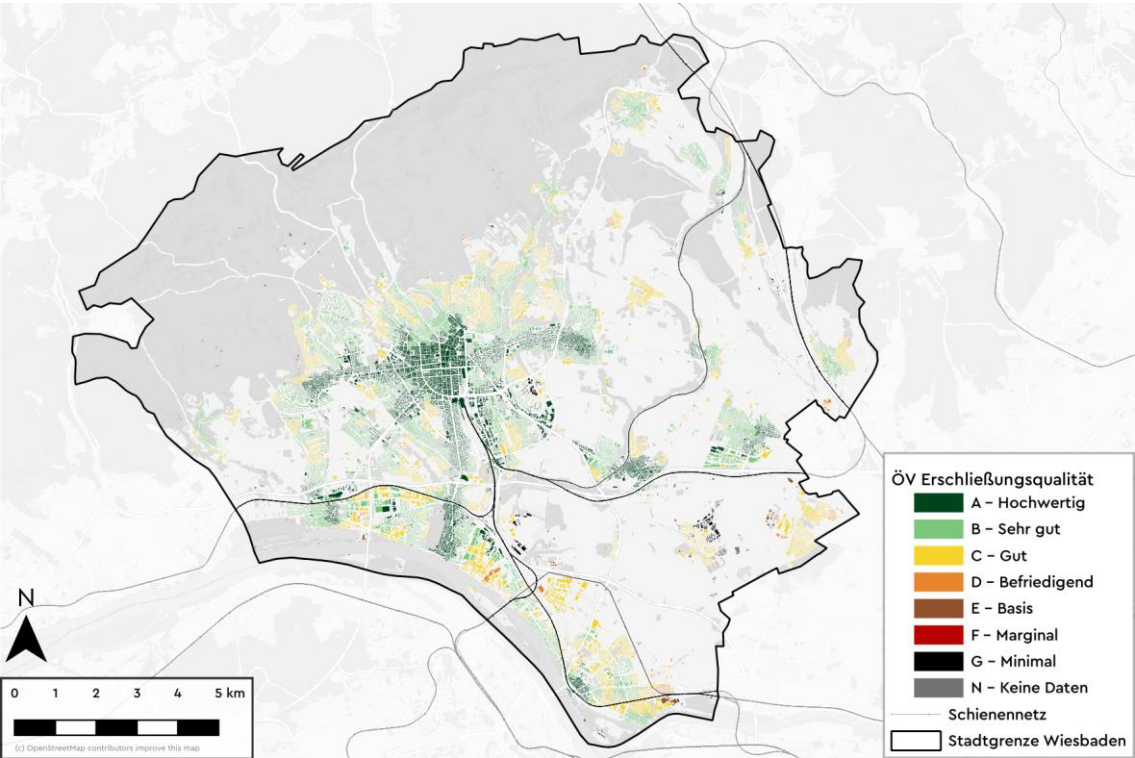 ÖV Erschließungsqualität
A – Hochwertig
B – Sehr gut
C – Gut
D – Befriedigend
E – Basis
F – Marginal
G – Minimal
N – Keine Daten
Schienennetz
Stadtgrenze Wiesbaden
N
0 1 2 3 4 5 km
(c) OpenStreetMap contributors improve this map